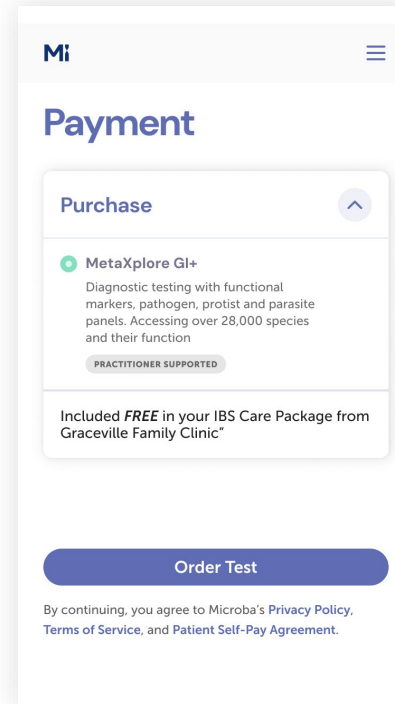 Mi
Payment
Purchase
MetaXplore GI+
Diagnostic testing with functional
markers, pathogen, protist and parasite
panels. Accessing over 28,000 species
and their function
PRACTITIONER SUPPORTED
Included FREE in your IBS Care Package from
Graceville Family Clinic”
Order Test
By continuing, you agree to Microba’s Privacy Policy,
Terms of Service, and Patient Self-Pay Agreement.